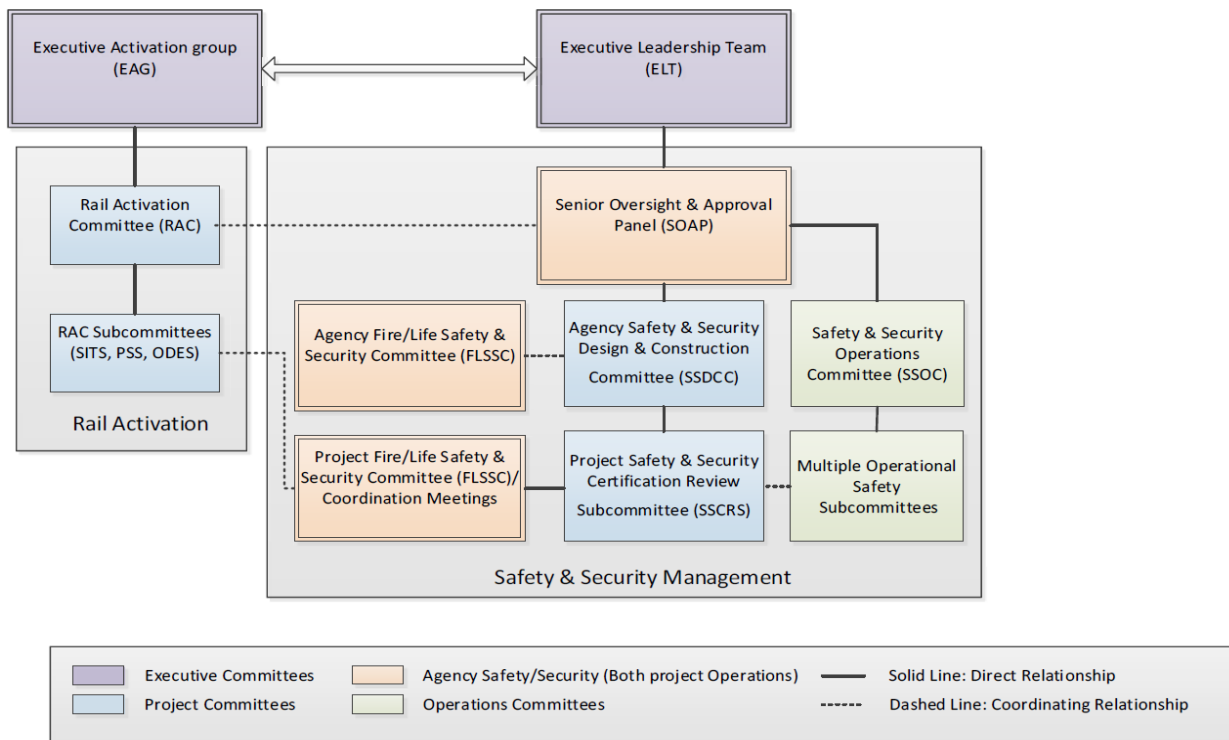 Executive Activation group
(EAG)
Executive Leadership Team
(ELT)
Rail Activation
Committee (RAC)
Senior Oversight & Approval
Panel (SOAP)
RAC Subcommittees
(SITS, PSS, ODES)
Rail Activation
Agency Fire/Life Safety &
Security Committee (FLSSC)
Agency Safety & Security
Design & Construction
Committee (SSDCC)
Safety & Security
Operations
Committee (SSOC)
Project Fire/Life Safety &
Security Committee (FLSSC)/
Coordination Meetings
Project Safety & Security
Certification Review
Subcommittee (SSCRS)
Multiple Operational
Safety
Subcommittees
Safety & Security Management
Executive Committees
Project Committees
Agency Safety/Security (Both project Operations)
Operations Committees
Solid Line: Direct Relationship
Dashed Line: Coordinating Relationship